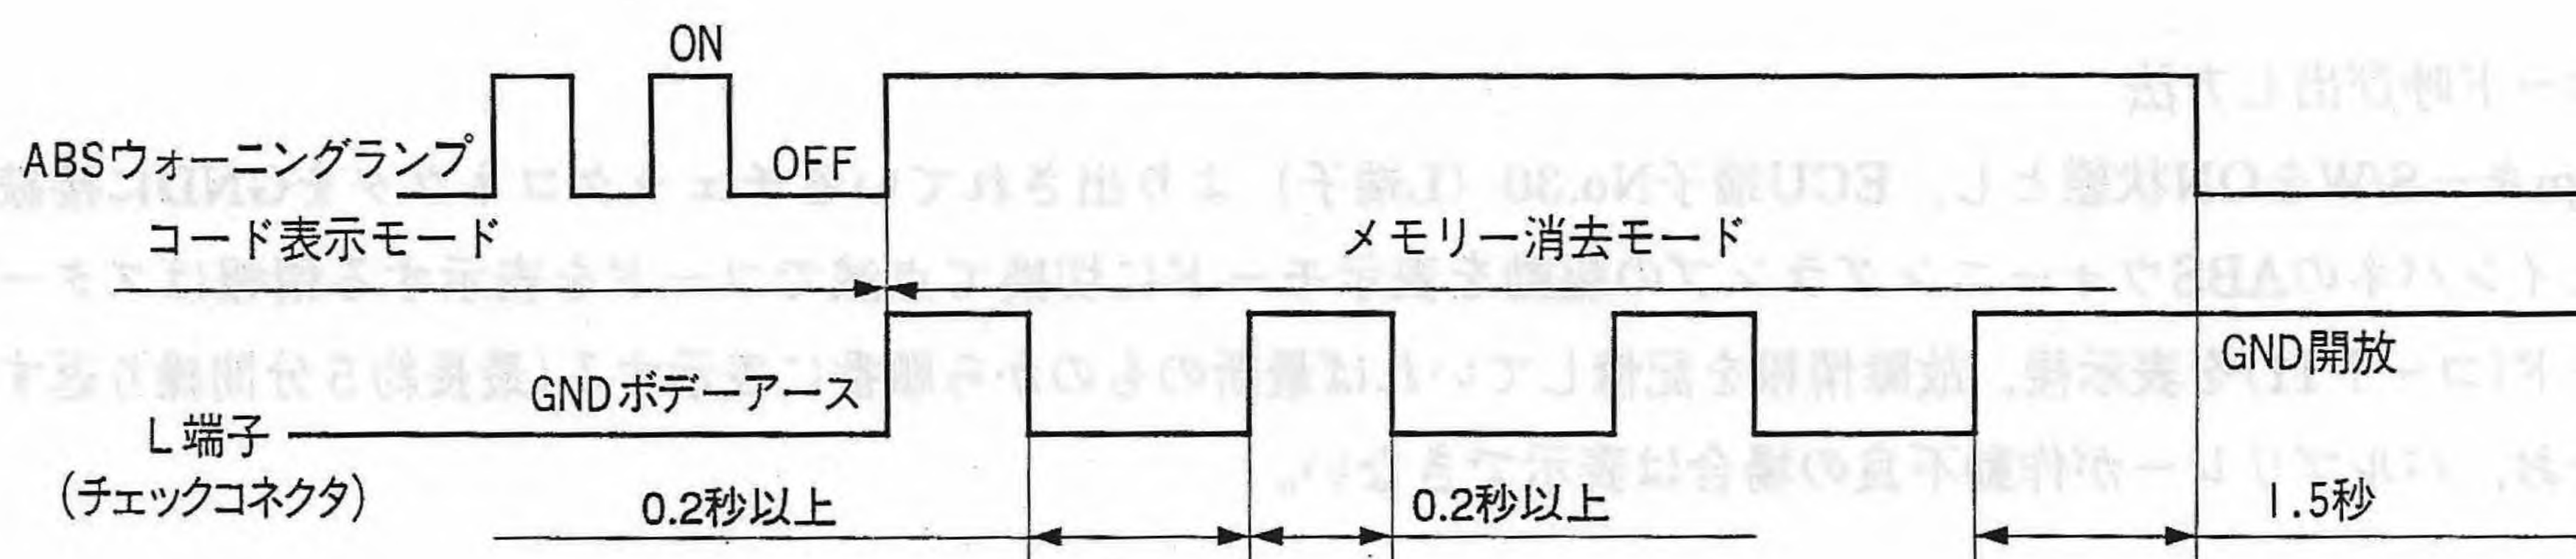 ON
ABSウォーニングランプ
OFF
コード表示モード
メモリー消去モード
GND開放
GNDボデーアース
L端子
(チェックコネクタ)
0.2秒以上
0.2秒以上
1.5秒